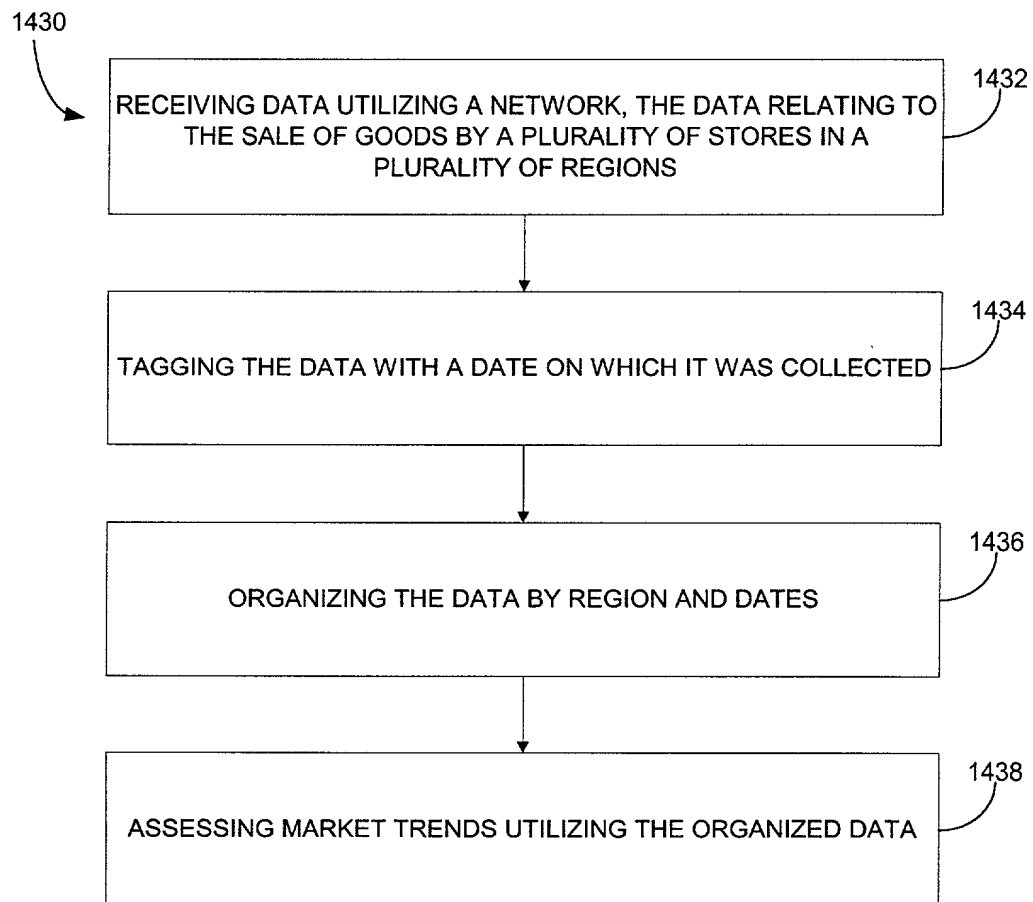 1430
1432
RECEIVING DATA UTILIZING A NETWORK, THE DATA RELATING TO
THE SALE OF GOODS BY A PLURALITY OF STORES IN A
PLURALITY OF REGIONS
1434
TAGGING THE DATA WITH A DATE ON WHICH IT WAS COLLECTED
1436
ORGANIZING THE DATA BY REGION AND DATES
1438
ASSESSING MARKET TRENDS UTILIZING THE ORGANIZED DATA